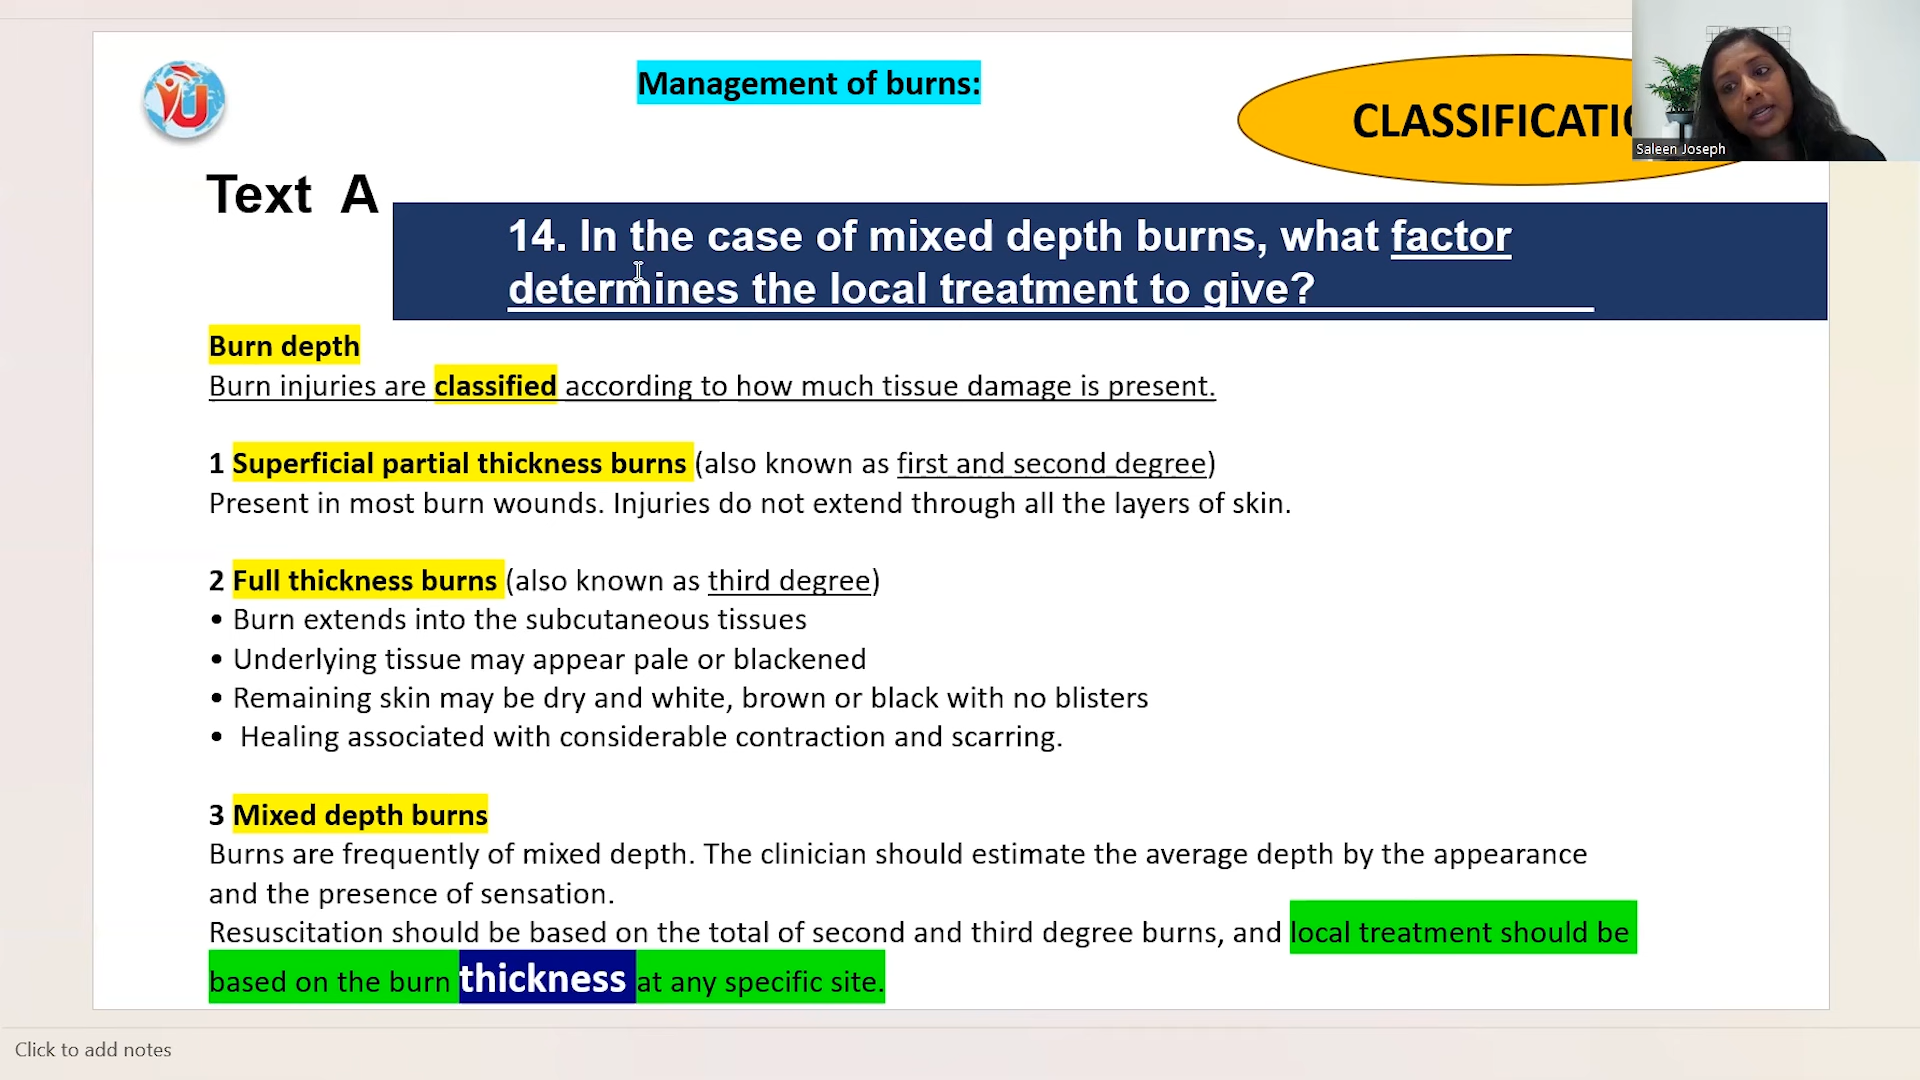 Management of burns:
CLASSIFICATIO
Saleen Joseph
Text A
14. In the case of mixed depth burns, what factor
determines the local treatment to give?
Burn depth
Burn injuries are classified according to how much tissue damage is present.
1 Superficial partial thickness burns (also known as first and second degree)
Present in most burn wounds. Injuries do not extend through all the layers of skin.
2 Full thickness burns (also known as third degree)
• Burn extends into the subcutaneous tissues
• Underlying tissue may appear pale or blackened
• Remaining skin may be dry and white, brown or black with no blisters
• Healing associated with considerable contraction and scarring.
3 Mixed depth burns
Burns are frequently of mixed depth. The clinician should estimate the average depth by the appearance
and the presence of sensation.
Resuscitation should be based on the total of second and third degree burns, and local treatment should be
based on the burn thickness at any specific site.
Click to add notes